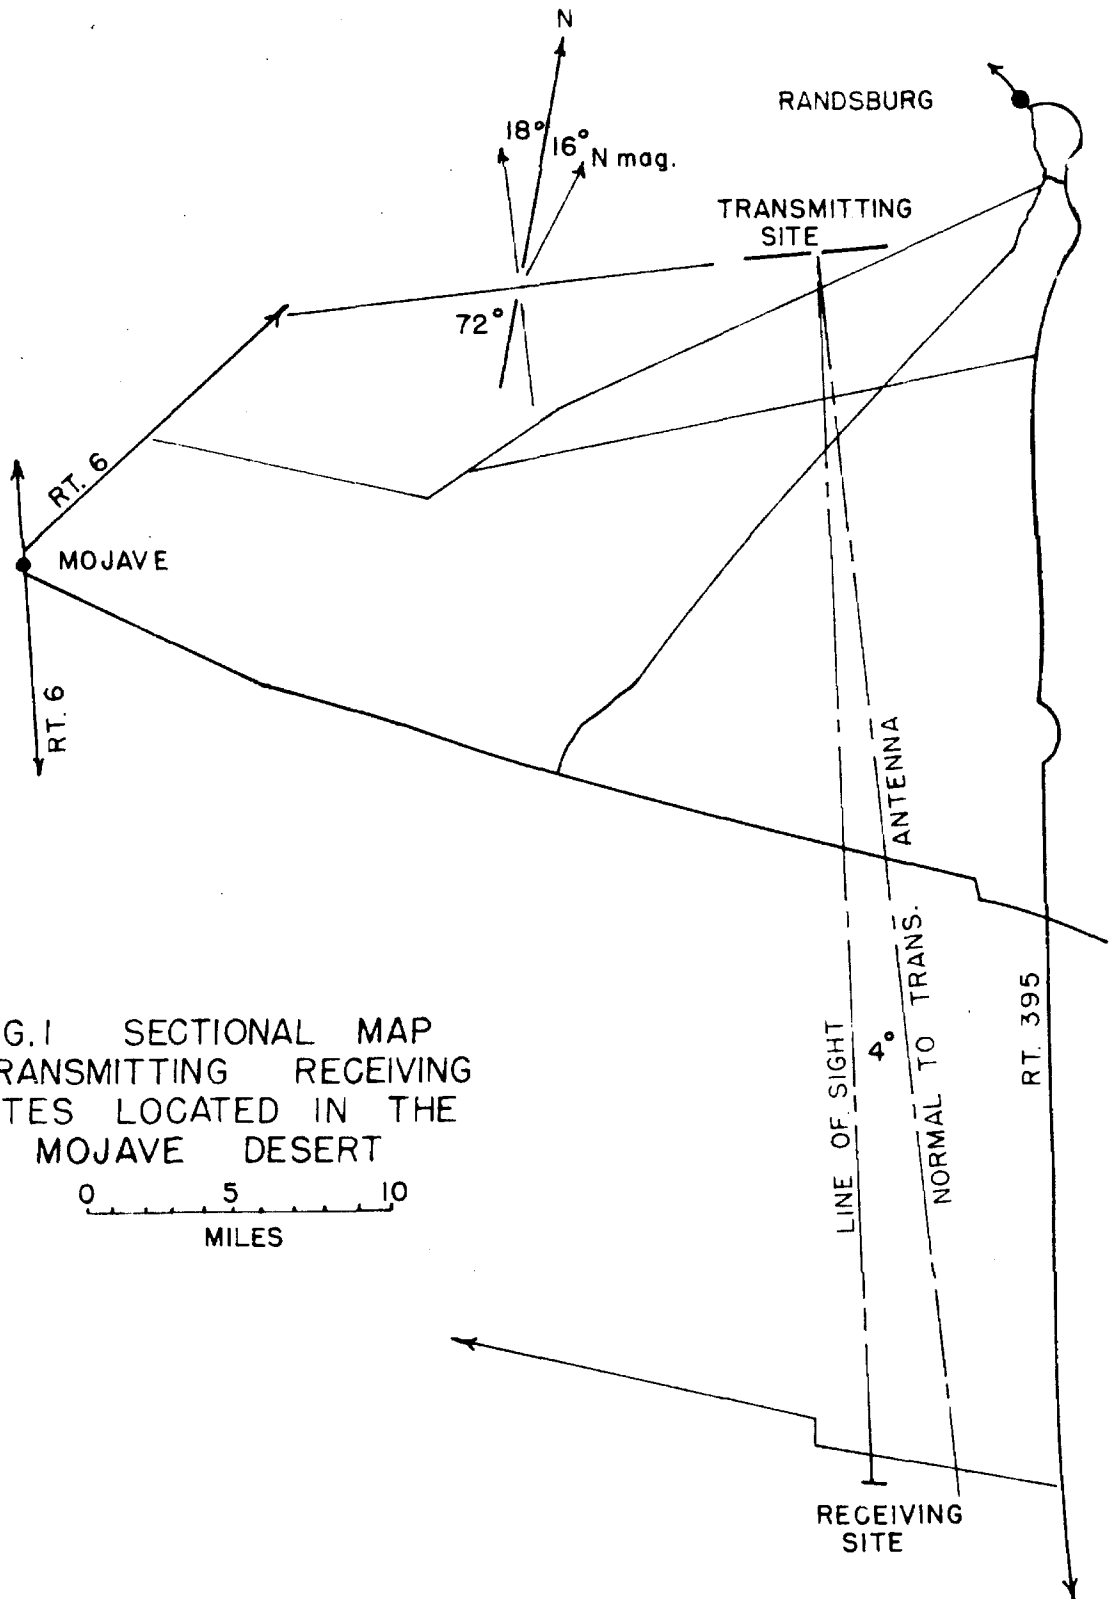 N
18°
16°
N mag.
RANDSBURG
TRANSMITTING
SITE
72°
RT. 6
MOJAVE
RT. 6
ANTENNA
NORMAL TO TRANS.
LINE OF SIGHT
4°
RT. 395
G.1 SECTIONAL MAP
RANSMITTING RECEIVING
TES LOCATED IN THE
MOJAVE DESERT
0 5 10
MILES
RECEIVING
SITE